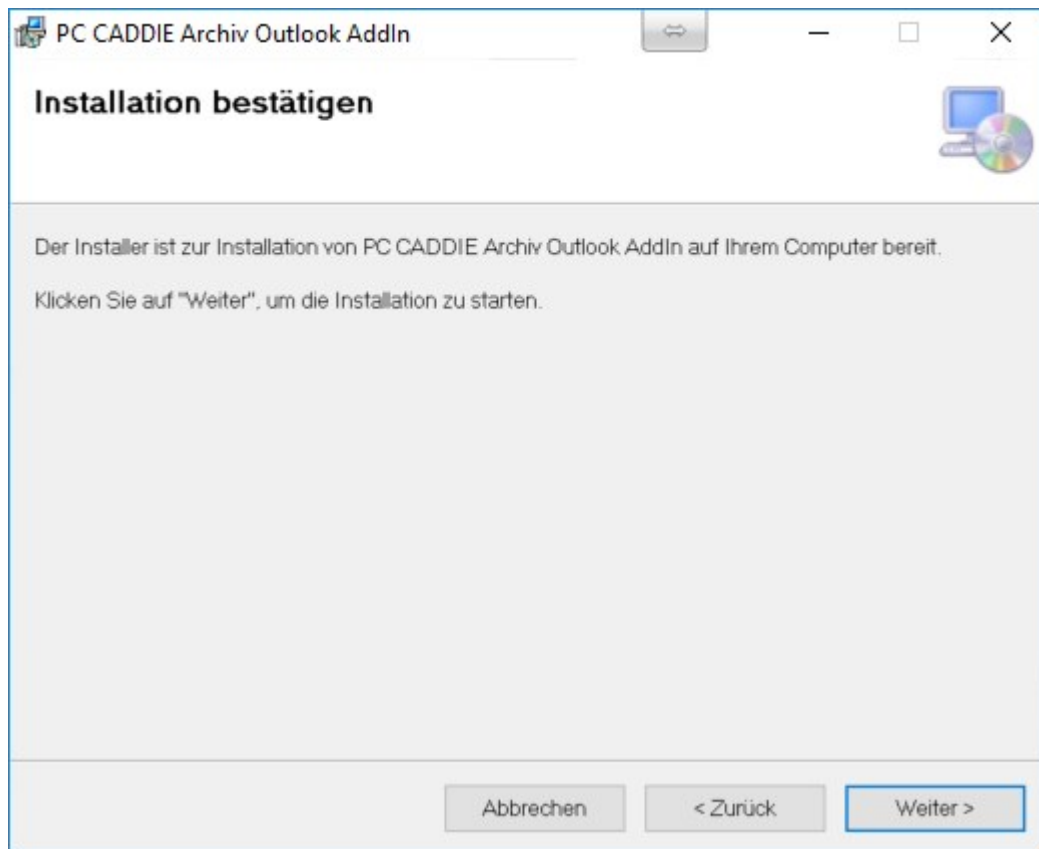 PC CADDIE Archiv Outlook AddIn
Installation bestätigen
Der Installer ist zur Installation von PC CADDIE Archiv Outlook AddIn auf Ihrem Computer bereit.
Klicken Sie auf "Weiter", um die Installation zu starten.
Abbrechen
< Zurück
Weiter >